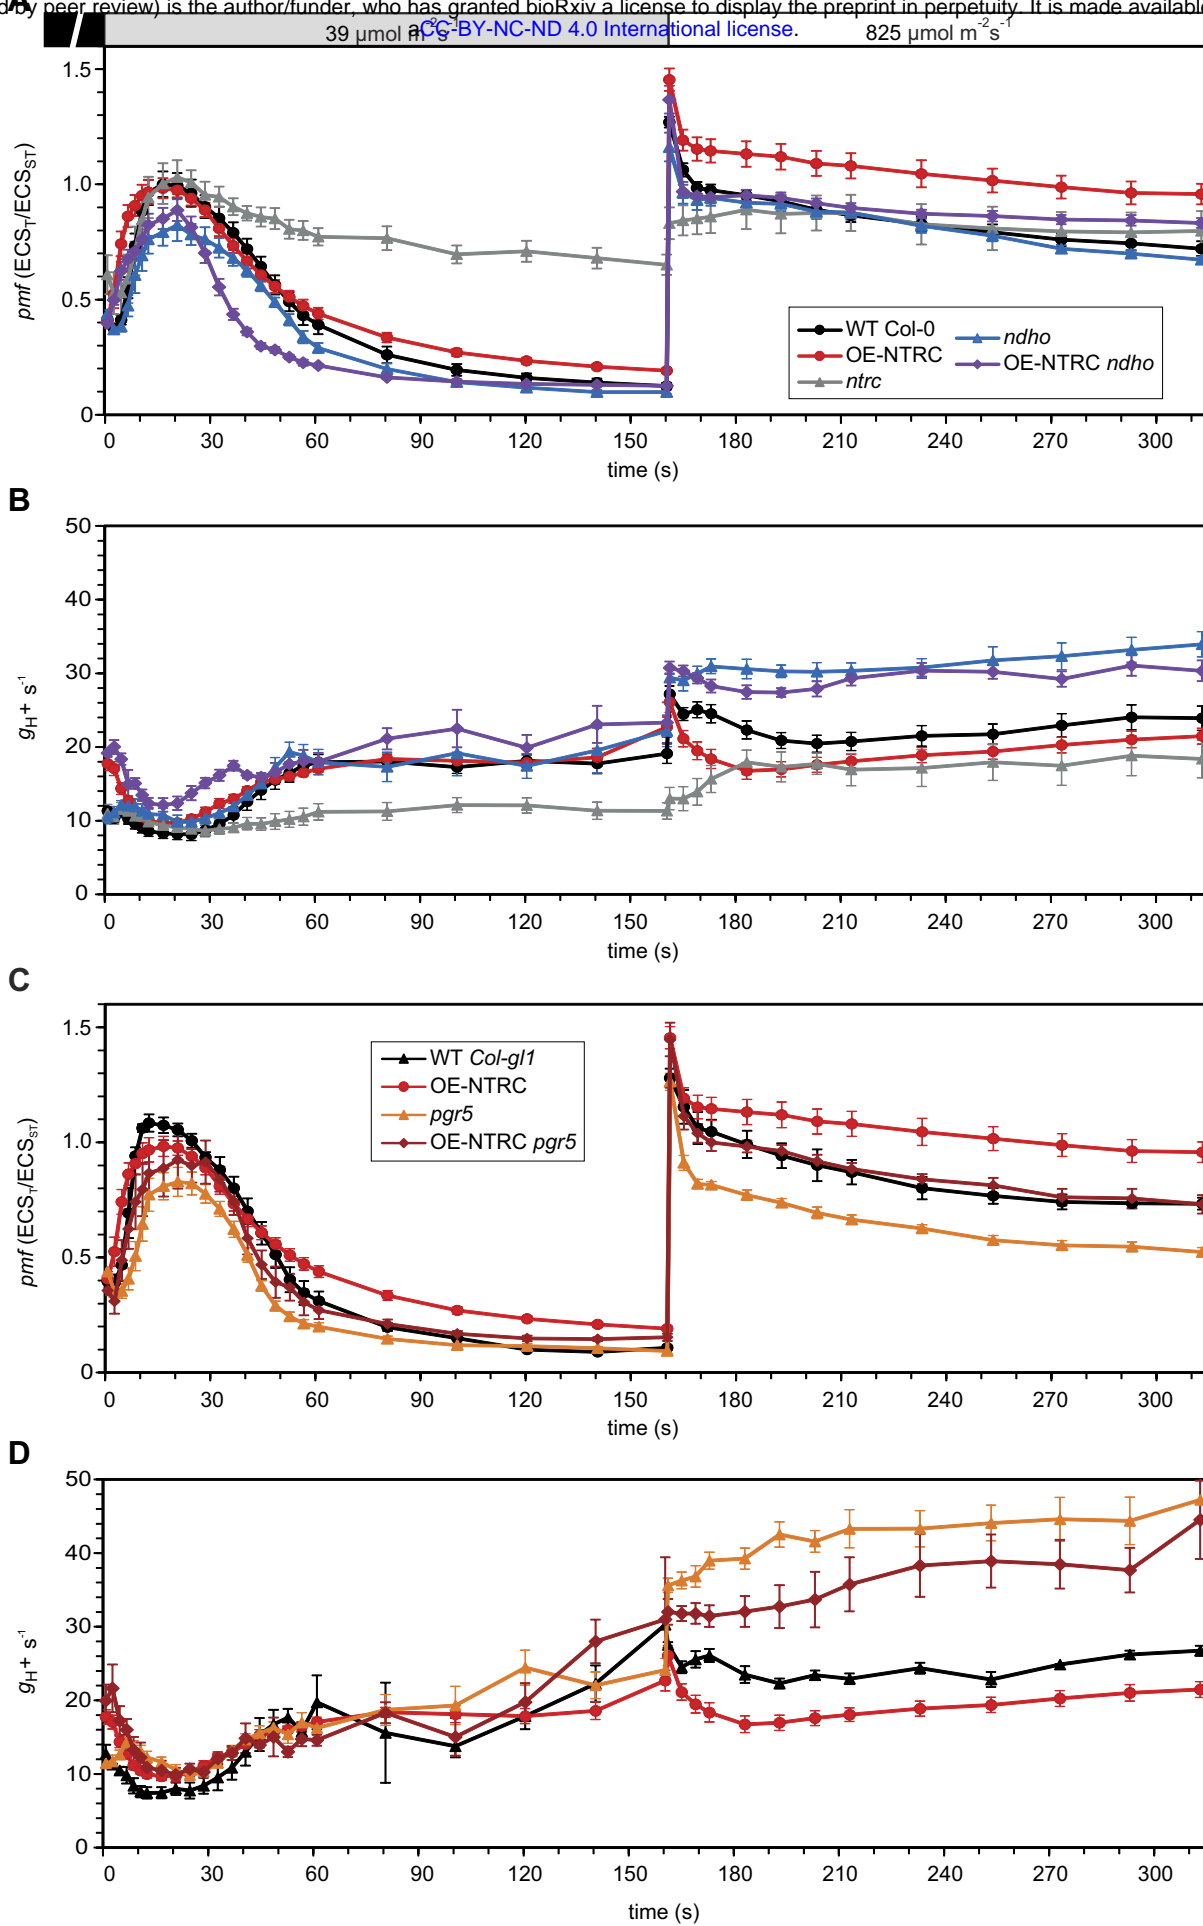 A
d by peer review) is the author/funder, who has granted bioRxiv a license to display the preprint in perpetuity. It is made available
aCC-BY-NC-ND 4.0 International license.
39 µmol m⁻²s⁻¹
825 µmol m⁻²s⁻¹
pmf (ECS_T/ECS_ST)
1.5
1.0
0.5
0
WT Col-0
OE-NTRC
ntrc
ndho
OE-NTRC ndho
0 30 60 90 120 150 180 210 240 270 300
time (s)
B
gH+ s⁻¹
50
40
30
20
10
0
0 30 60 90 120 150 180 210 240 270 300
time (s)
C
pmf (ECS_T/ECS_ST)
1.5
1.0
0.5
0
WT Col-gl1
OE-NTRC
pgr5
OE-NTRC pgr5
0 30 60 90 120 150 180 210 240 270 300
time (s)
D
gH+ s⁻¹
50
40
30
20
10
0
0 30 60 90 120 150 180 210 240 270 300
time (s)